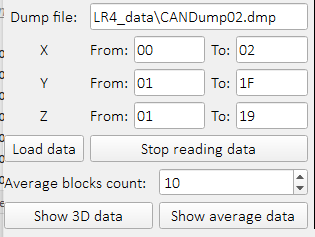 Dump file: LR4_data\CANDump02.dmp
X From: 00 To: 02
Y From: 01 To: 1F
Z From: 01 To: 19
Load data Stop reading data
Average blocks count: 10
Show 3D data Show average data